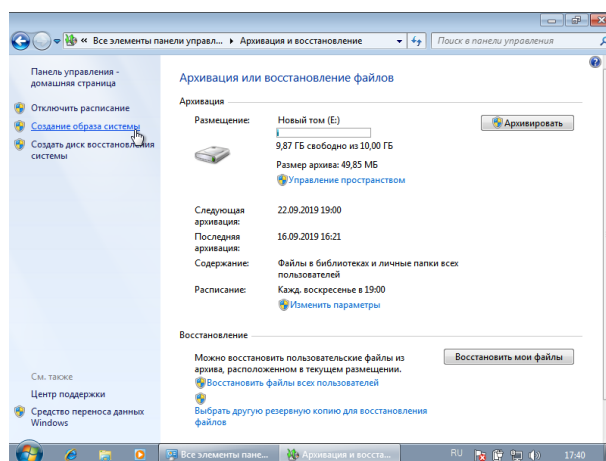 « Все элементы панели управл... ▸ Архивация и восстановление
Поиск в панели управления
Панель управления -
домашняя страница
Отключить расписание
Создание образа системы
Создать диск восстановления
системы
См. также
Центр поддержки
Средство переноса данных
Windows
Архивация или восстановление файлов
Архивация
Размещение:
Новый том (E:)
Архивировать
9,87 ГБ свободно из 10,00 ГБ
Размер архива: 49,85 МБ
Управление пространством
Следующая
архивация:
22.09.2019 19:00
Последняя
архивация:
16.09.2019 16:21
Содержание:
Файлы в библиотеках и личные папки всех
пользователей
Расписание:
Кажд. воскресенье в 19:00
Изменить параметры
Восстановление
Можно восстановить пользовательские файлы из
архива, расположенном в текущем размещении.
Восстановить мои файлы
Восстановить файлы всех пользователей
Выбрать другую резервную копию для восстановления
файлов
Все элементы пане...
Архивация и восста...
RU
17:40